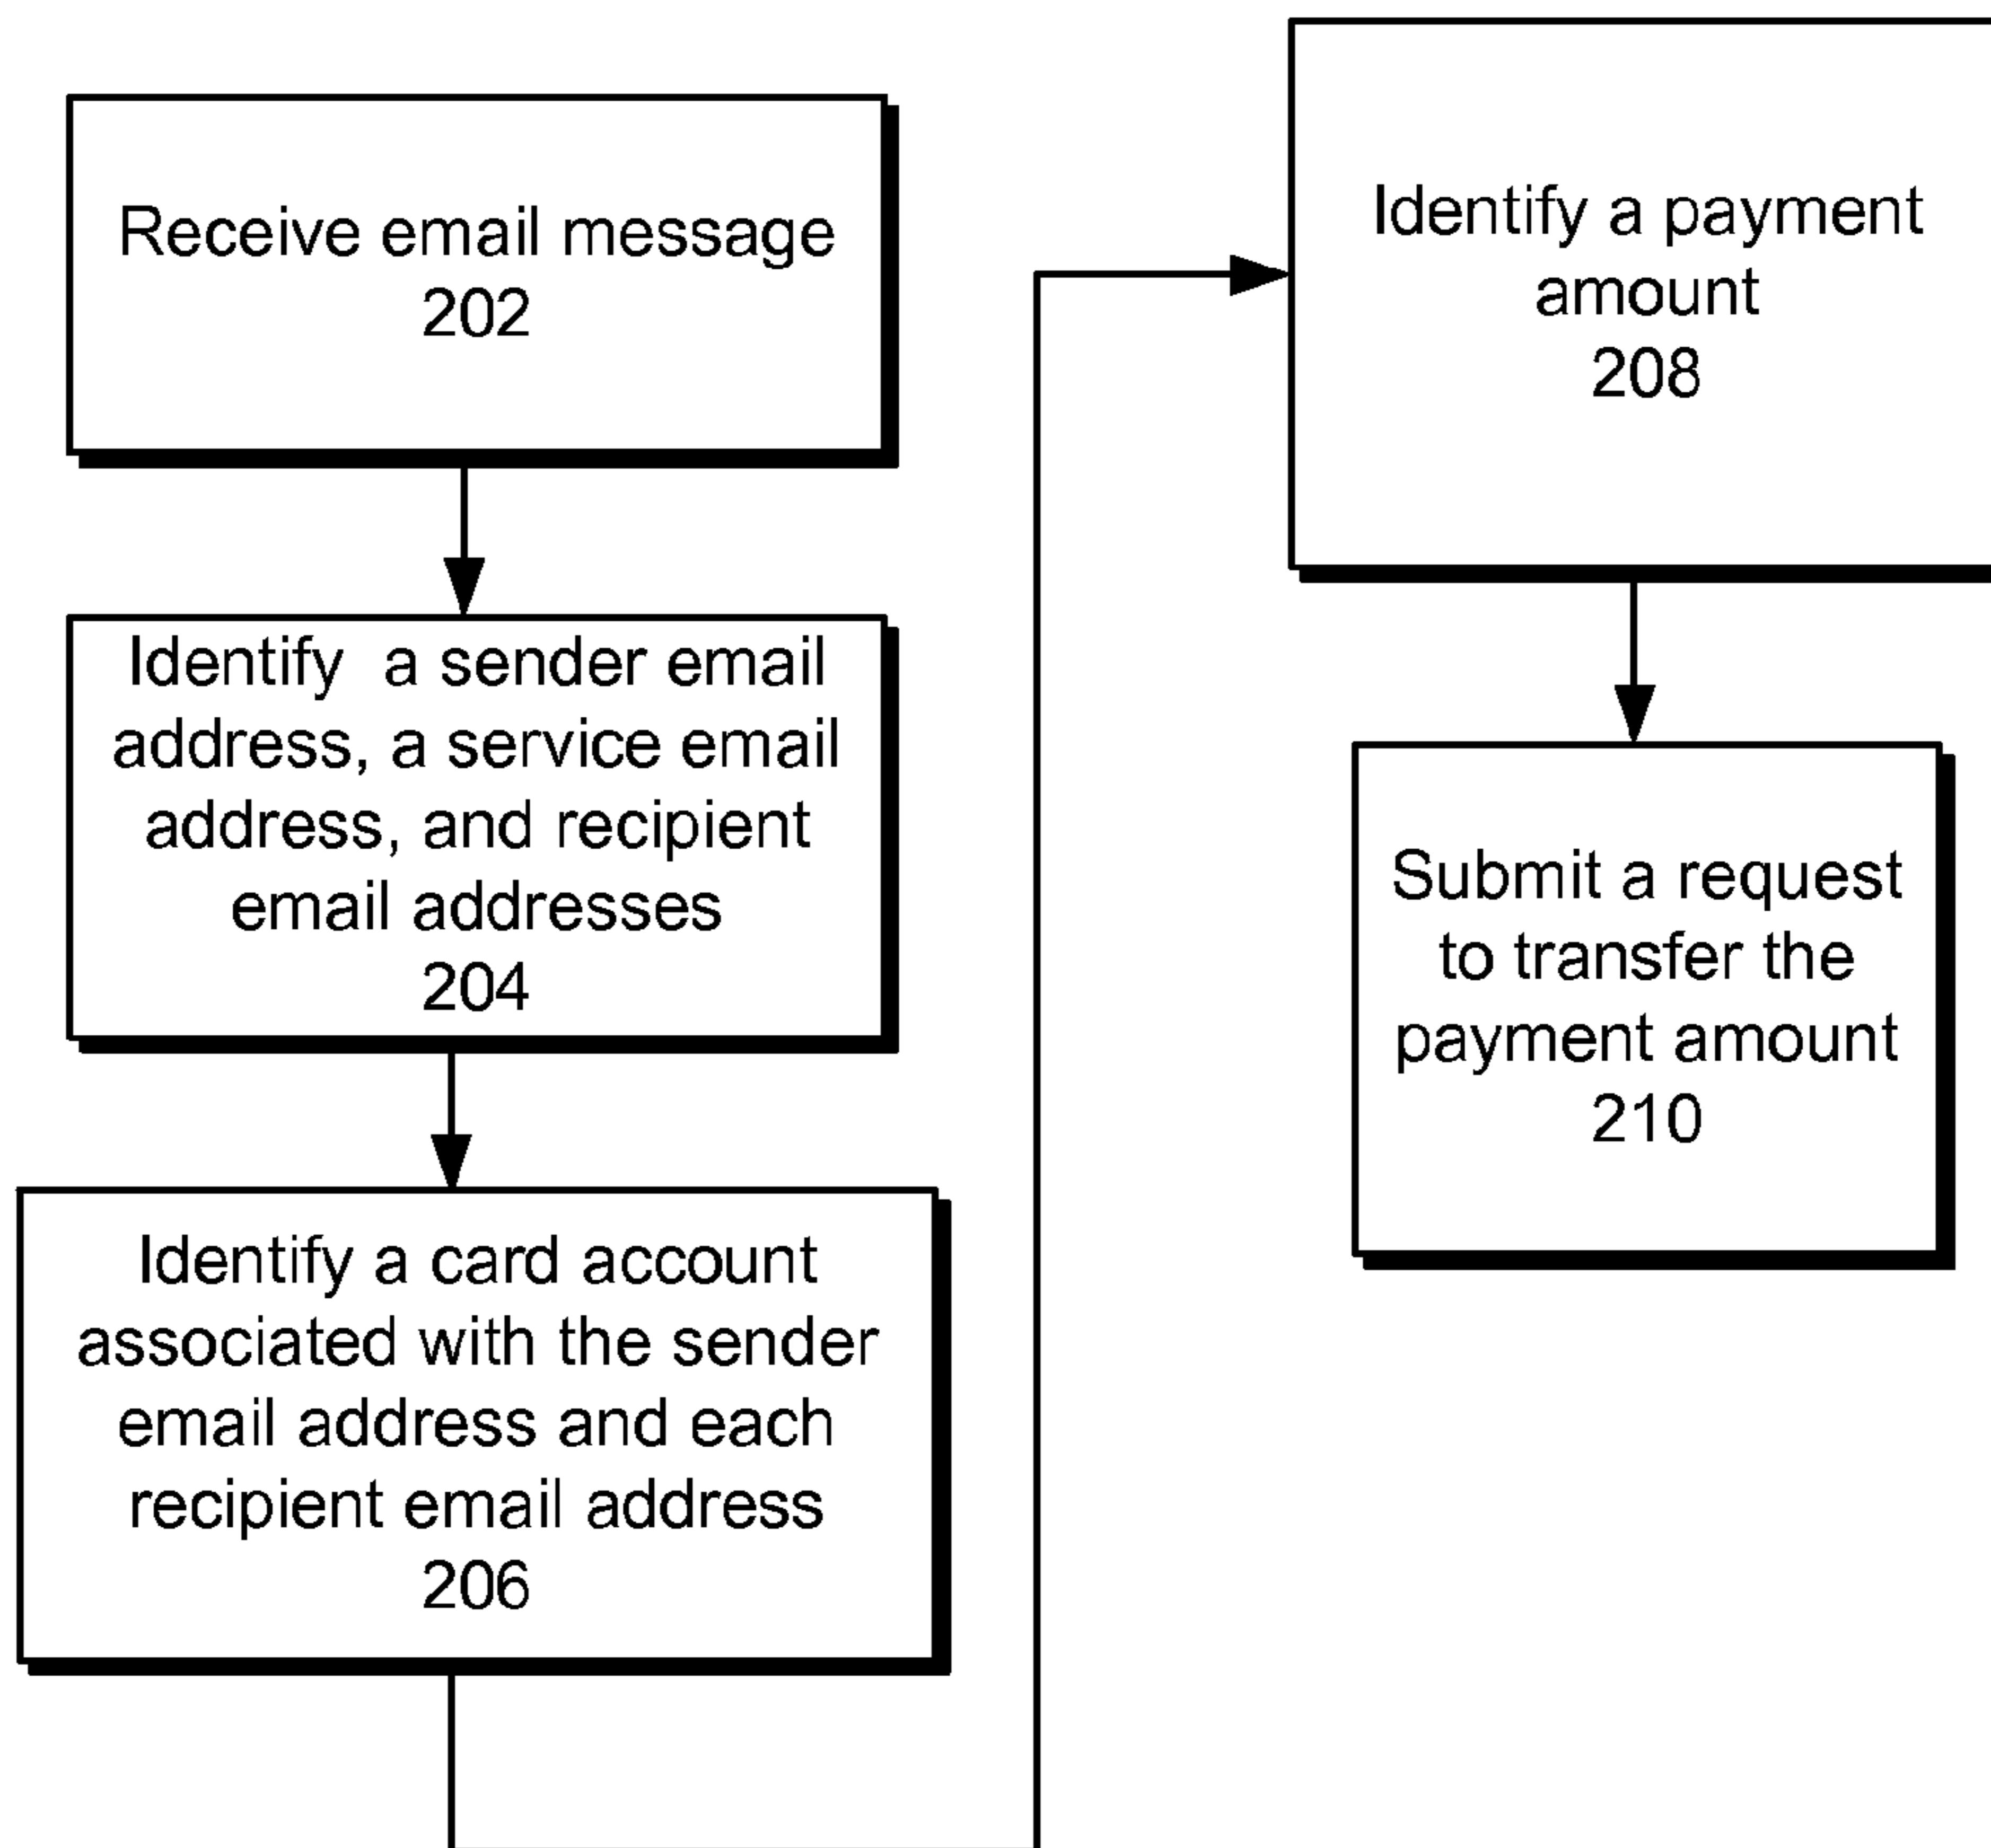 Receive email message
202
Identify a sender email
address, a service email
address, and recipient
email addresses
204
Identify a card account
associated with the sender
email address and each
recipient email address
206
Identify a payment
amount
208
Submit a request
to transfer the
payment amount
210